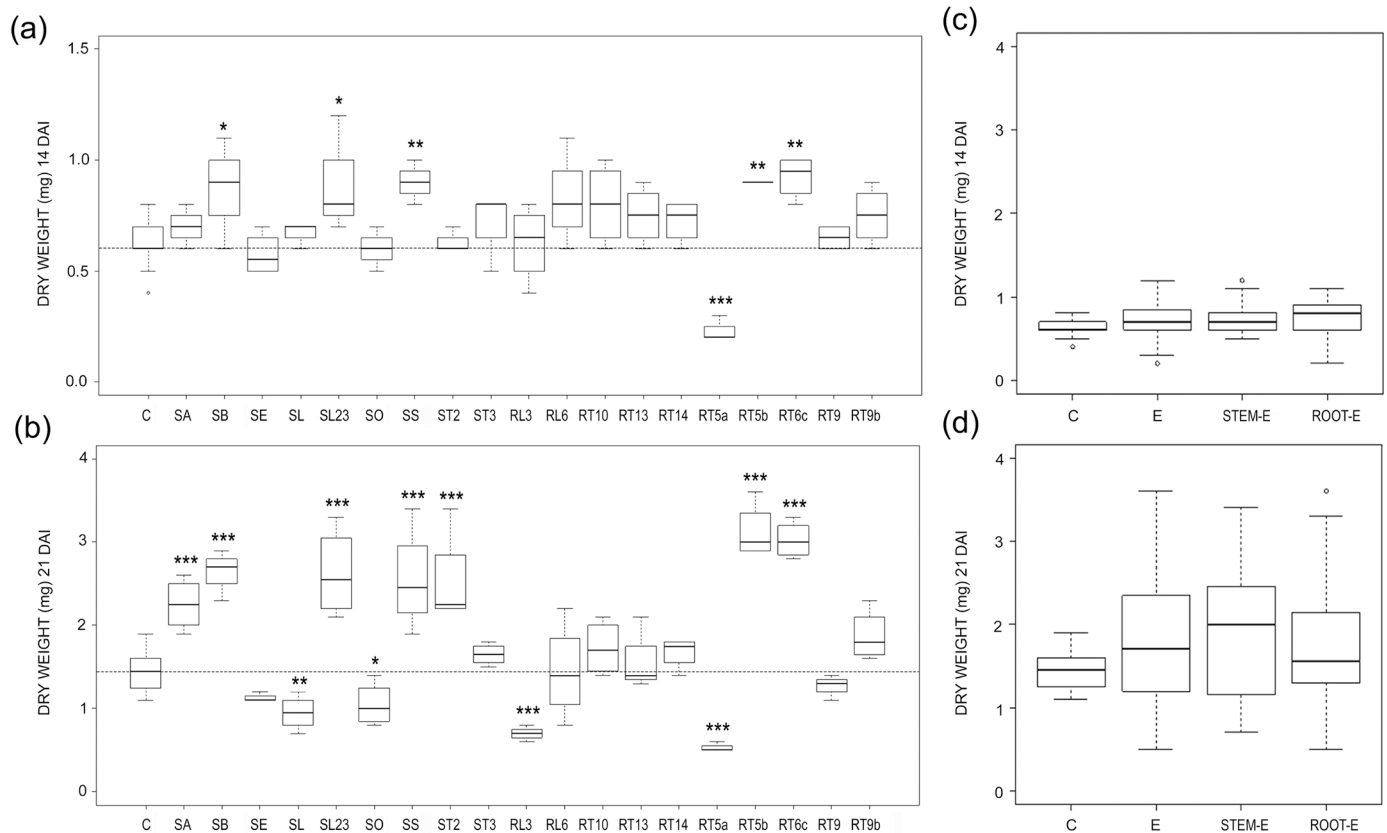 (a)
DRY WEIGHT (mg) 14 DAI
1.5
1.0
0.5
0.0
* * ** *** ** **
C SA SB SE SL SL23 SO SS ST2 ST3 RL3 RL6 RT10 RT13 RT14 RT5a RT5b RT6c RT9 RT9b
(b)
DRY WEIGHT (mg) 21 DAI
4
3
2
1
0
*** *** ** *** * *** *** *** *** *** ***
C SA SB SE SL SL23 SO SS ST2 ST3 RL3 RL6 RT10 RT13 RT14 RT5a RT5b RT6c RT9 RT9b
(c)
DRY WEIGHT (mg) 14 DAI
4
3
2
1
0
C E STEM-E ROOT-E
(d)
DRY WEIGHT (mg) 21 DAI
4
3
2
1
0
C E STEM-E ROOT-E